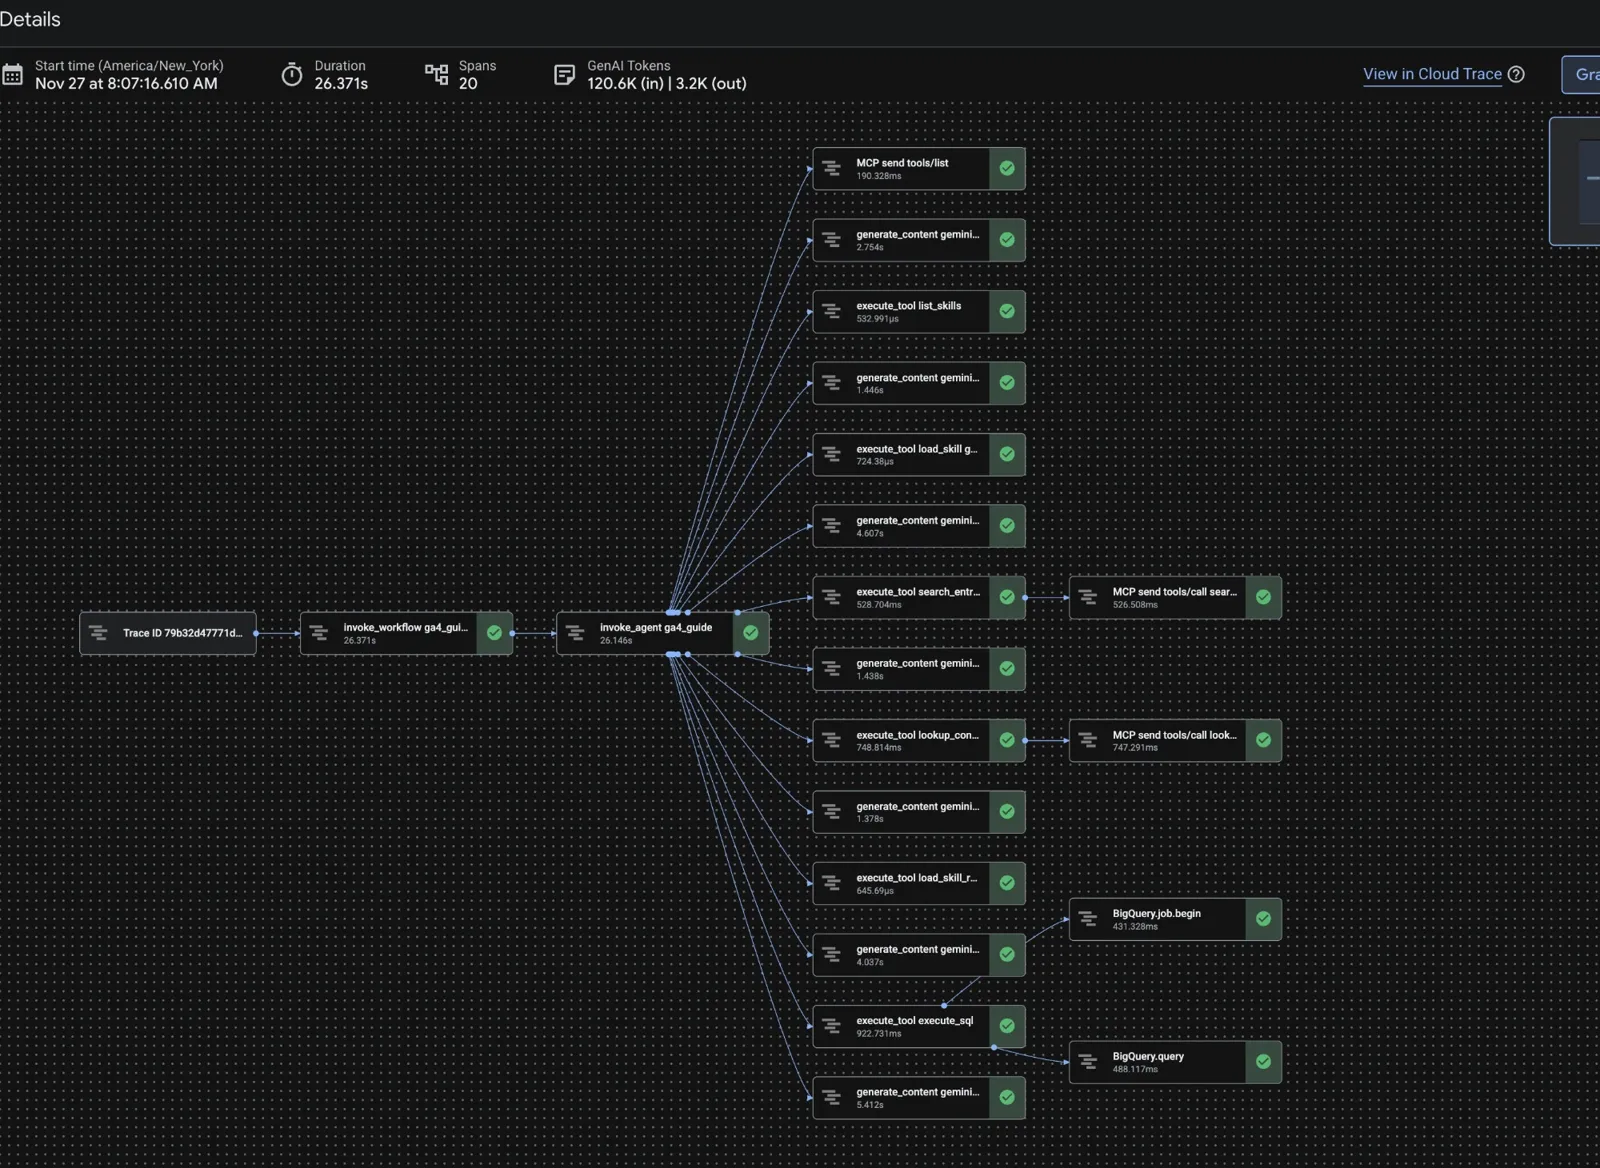 Details
Start time (America/New_York)
Nov 27 at 8:07:16.610 AM
Duration
26.371s
Spans
20
GenAI Tokens
120.6K (in) | 3.2K (out)
View in Cloud Trace
Gra
Trace ID 79b32d47771d...
invoke_workflow ga4_gui...
26.371s
invoke_agent ga4_guide
26.146s
MCP send tools/list
190.328ms
generate_content gemini...
2.754s
execute_tool list_skills
532.991µs
generate_content gemini...
1.446s
execute_tool load_skill g...
724.38µs
generate_content gemini...
4.607s
execute_tool search_entr...
528.704ms
MCP send tools/call sear...
526.508ms
generate_content gemini...
1.438s
execute_tool lookup_con...
748.814ms
MCP send tools/call look...
747.291ms
generate_content gemini...
1.378s
execute_tool load_skill_r...
645.69µs
BigQuery.job.begin
431.328ms
generate_content gemini...
4.037s
execute_tool execute_sql
922.731ms
BigQuery.query
488.117ms
generate_content gemini...
5.412s